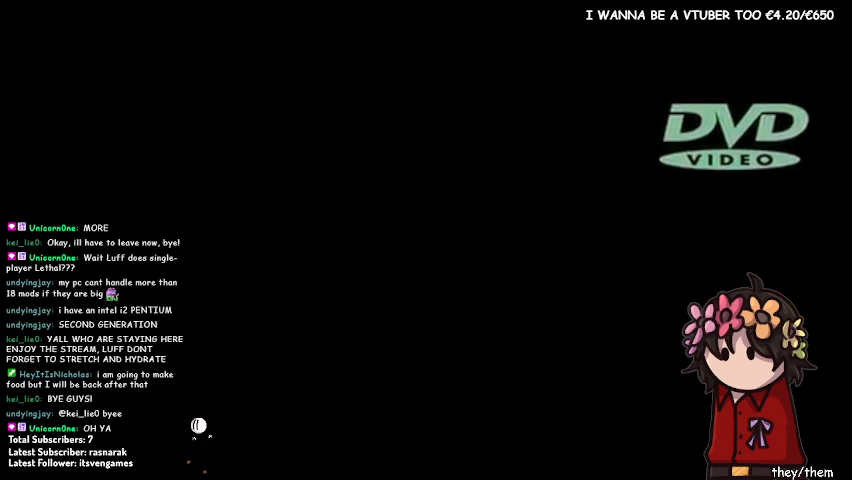 I WANNA BE A VTUBER TOO €4.20/€650
DVD
VIDEO
Unicorn0ne: MORE
kei_lie0: Okay, ill have to leave now, bye!
Unicorn0ne: Wait Luff does single-
player Lethal???
undyingjay: my pc cant handle more than
18 mods if they are big
undyingjay: i have an intel i2 PENTIUM
undyingjay: SECOND GENERATION
kei_lie0: YALL WHO ARE STAYING HERE
ENJOY THE STREAM, LUFF DONT
FORGET TO STRETCH AND HYDRATE
HeyItIsNicholas: i am going to make
food but I will be back after that
kei_lie0: BYE GUYS!
undyingjay: @kei_lie0 byee
Unicorn0ne: OH YA
Total Subscribers: 7
Latest Subscriber: rasnarak
Latest Follower: itsvengames
they/them